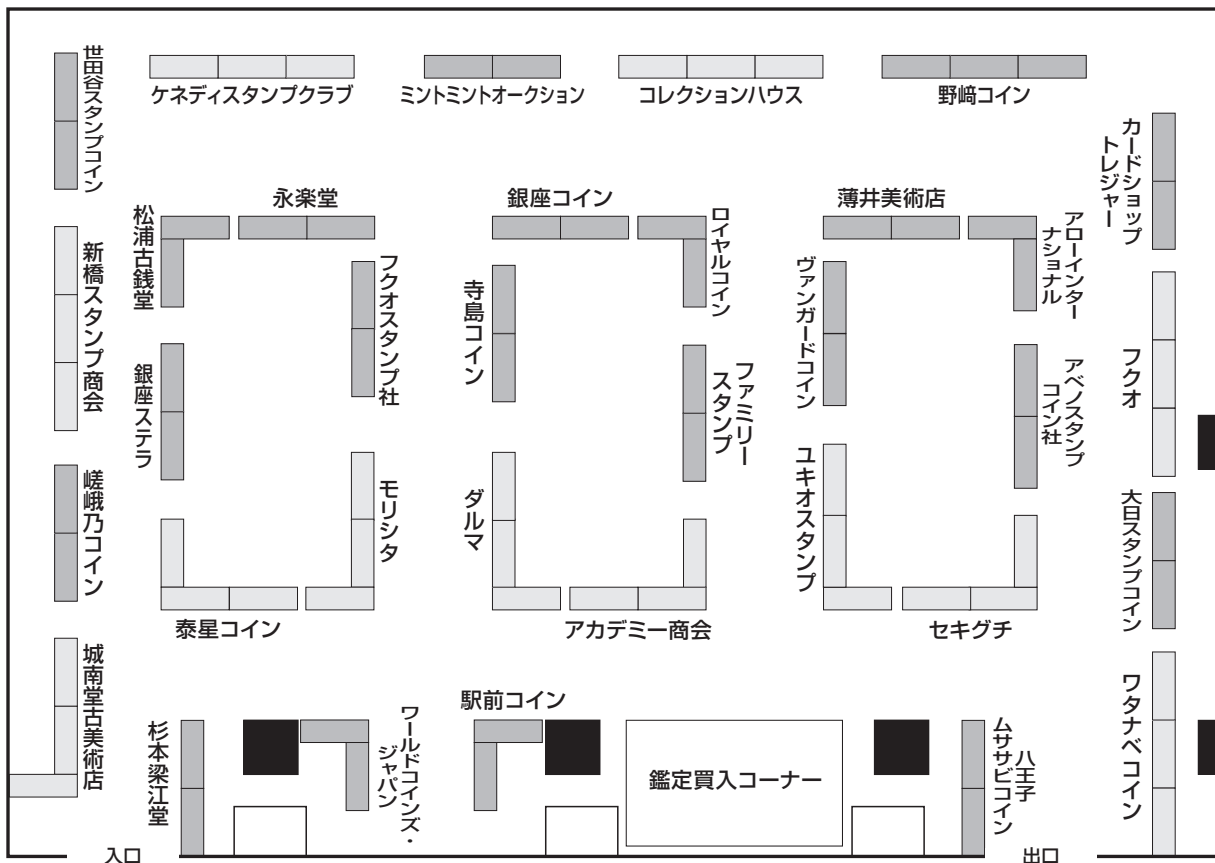 世田谷スタンプコイン
ケネディスタンプクラブ
ミントミントオークション
コレクションハウス
野﨑コイン
カードショップ
トレジャー
新橋スタンプ商会
松浦古銭堂
永楽堂
フクオスタンプ社
銀座ステラ
銀座コイン
ロイヤルコイン
寺島コイン
ファミリー
スタンプ
薄井美術店
アローインター
ナショナル
ヴァンガードコイン
アベノスタンプ
コイン社
フクオ
嵯峨乃コイン
モリシタ
泰星コイン
ダルマ
アカデミー商会
ユキオスタンプ
セキグチ
大日スタンプコイン
城南堂古美術店
杉本梁江堂
ワールドコインズ・
ジャパン
駅前コイン
鑑定買入コーナー
八王子
ムササビコイン
ワタナベコイン
入口
出口